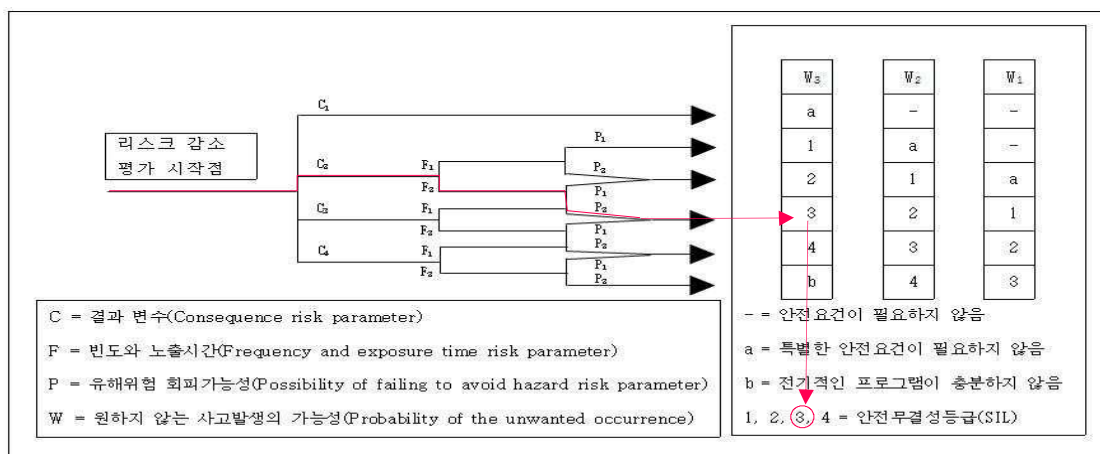 리스크 감소
평가 시작점
C₁
C₂
C₃
C₄
F₁
F₂
F₁
F₂
F₁
F₂
P₁
P₂
P₁
P₂
P₁
P₂
P₁
P₂
W₃ W₂ W₁
a - -
1 a -
2 1 a
3 2 1
4 3 2
b 4 3
C = 결과 변수(Consequence risk parameter)
F = 빈도와 노출시간(Frequency and exposure time risk parameter)
P = 유해위험 회피가능성(Possibility of failing to avoid hazard risk parameter)
W = 원하지 않는 사고발생의 가능성(Probability of the unwanted occurrence)
- = 안전요건이 필요하지 않음
a = 특별한 안전요건이 필요하지 않음
b = 전기적인 프로그램이 충분하지 않음
1, 2, 3, 4 = 안전무결성등급(SIL)